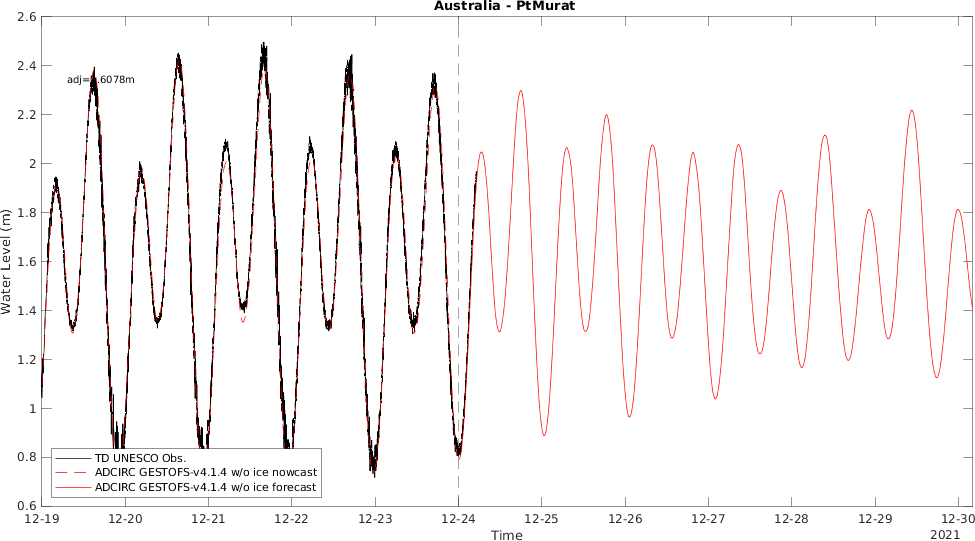 Australia - PtMurat
2.6
2.4
2.2
2
1.8
1.6
1.4
1.2
1
0.8
0.6
Water Level (m)
adj= .6078m
TD UNESCO Obs.
ADCIRC GESTOFS-v4.1.4 w/o ice nowcast
ADCIRC GESTOFS-v4.1.4 w/o ice forecast
12-19 12-20 12-21 12-22 12-23 12-24 12-25 12-26 12-27 12-28 12-29 12-30
Time
2021